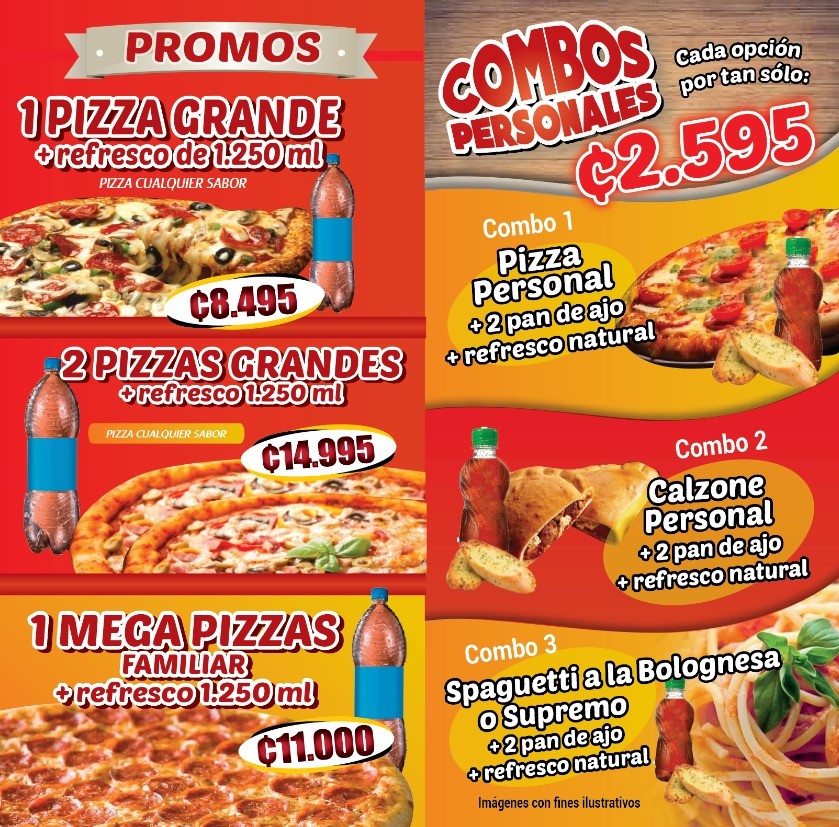 PROMOS
1 PIZZA GRANDE
+ refresco de 1.250 ml
PIZZA CUALQUIER SABOR
₡8.495
2 PIZZAS GRANDES
+ refresco 1.250 ml
PIZZA CUALQUIER SABOR
₡14.995
1 MEGA PIZZAS
FAMILIAR
+ refresco 1.250 ml
₡11.000
COMBOS
PERSONALES
Cada opción
por tan sólo:
₡2.595
Combo 1
Pizza
Personal
+ 2 pan de ajo
+ refresco natural
Combo 2
Calzone
Personal
+ 2 pan de ajo
+ refresco natural
Combo 3
Spaguetti a la Bolognesa
o Supremo
+ 2 pan de ajo
+ refresco natural
Imágenes con fines ilustrativos